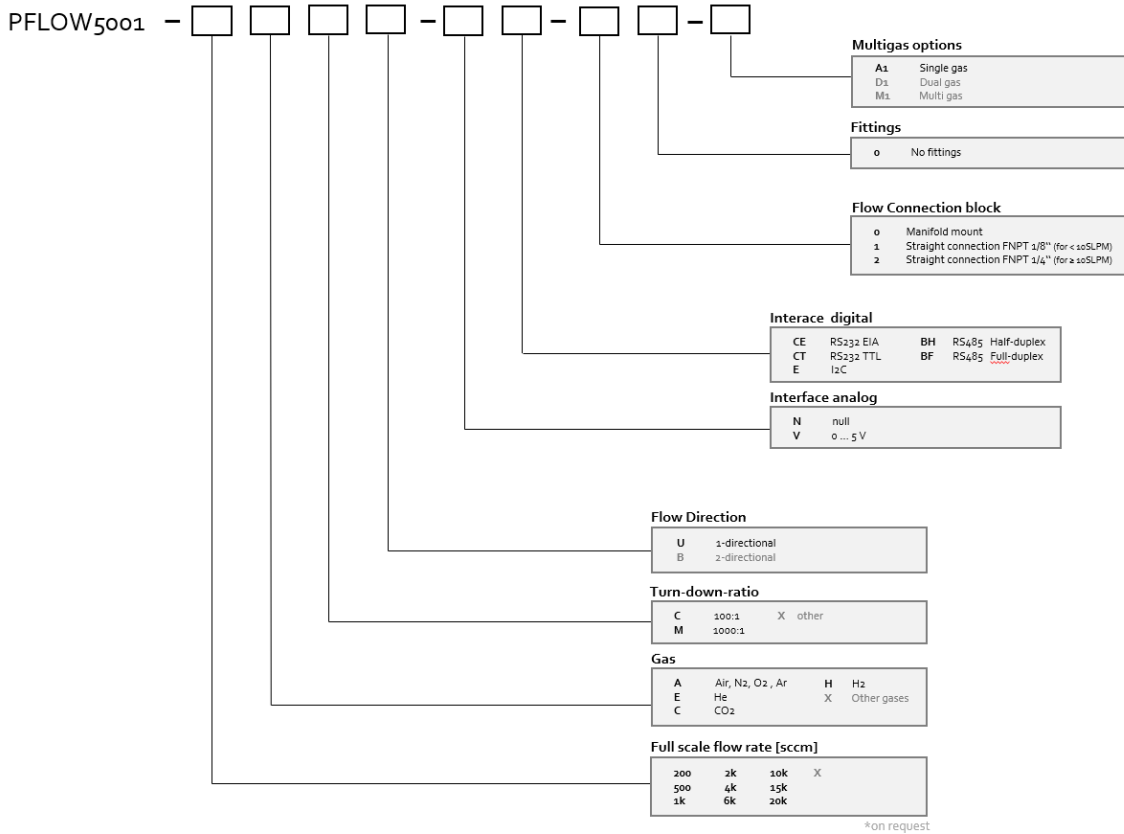 PFLOW5001 – – – –
Multigas options
A1 Single gas
D1 Dual gas
M1 Multi gas
Fittings
0 No fittings
Flow Connection block
0 Manifold mount
1 Straight connection FNPT 1/8“ (for < 10SLPM)
2 Straight connection FNPT 1/4“ (for ≥ 10SLPM)
Interace digital
CE RS232 EIA BH RS485 Half-duplex
CT RS232 TTL BF RS485 Full-duplex
E I2C
Interface analog
N null
V 0 ... 5 V
Flow Direction
U 1-directional
B 2-directional
Turn-down-ratio
C 100:1 X other
M 1000:1
Gas
A Air, N2, O2 , Ar H H2
E He X Other gases
C CO2
Full scale flow rate [sccm]
200 2k 10k X
500 4k 15k
1k 6k 20k
*on request